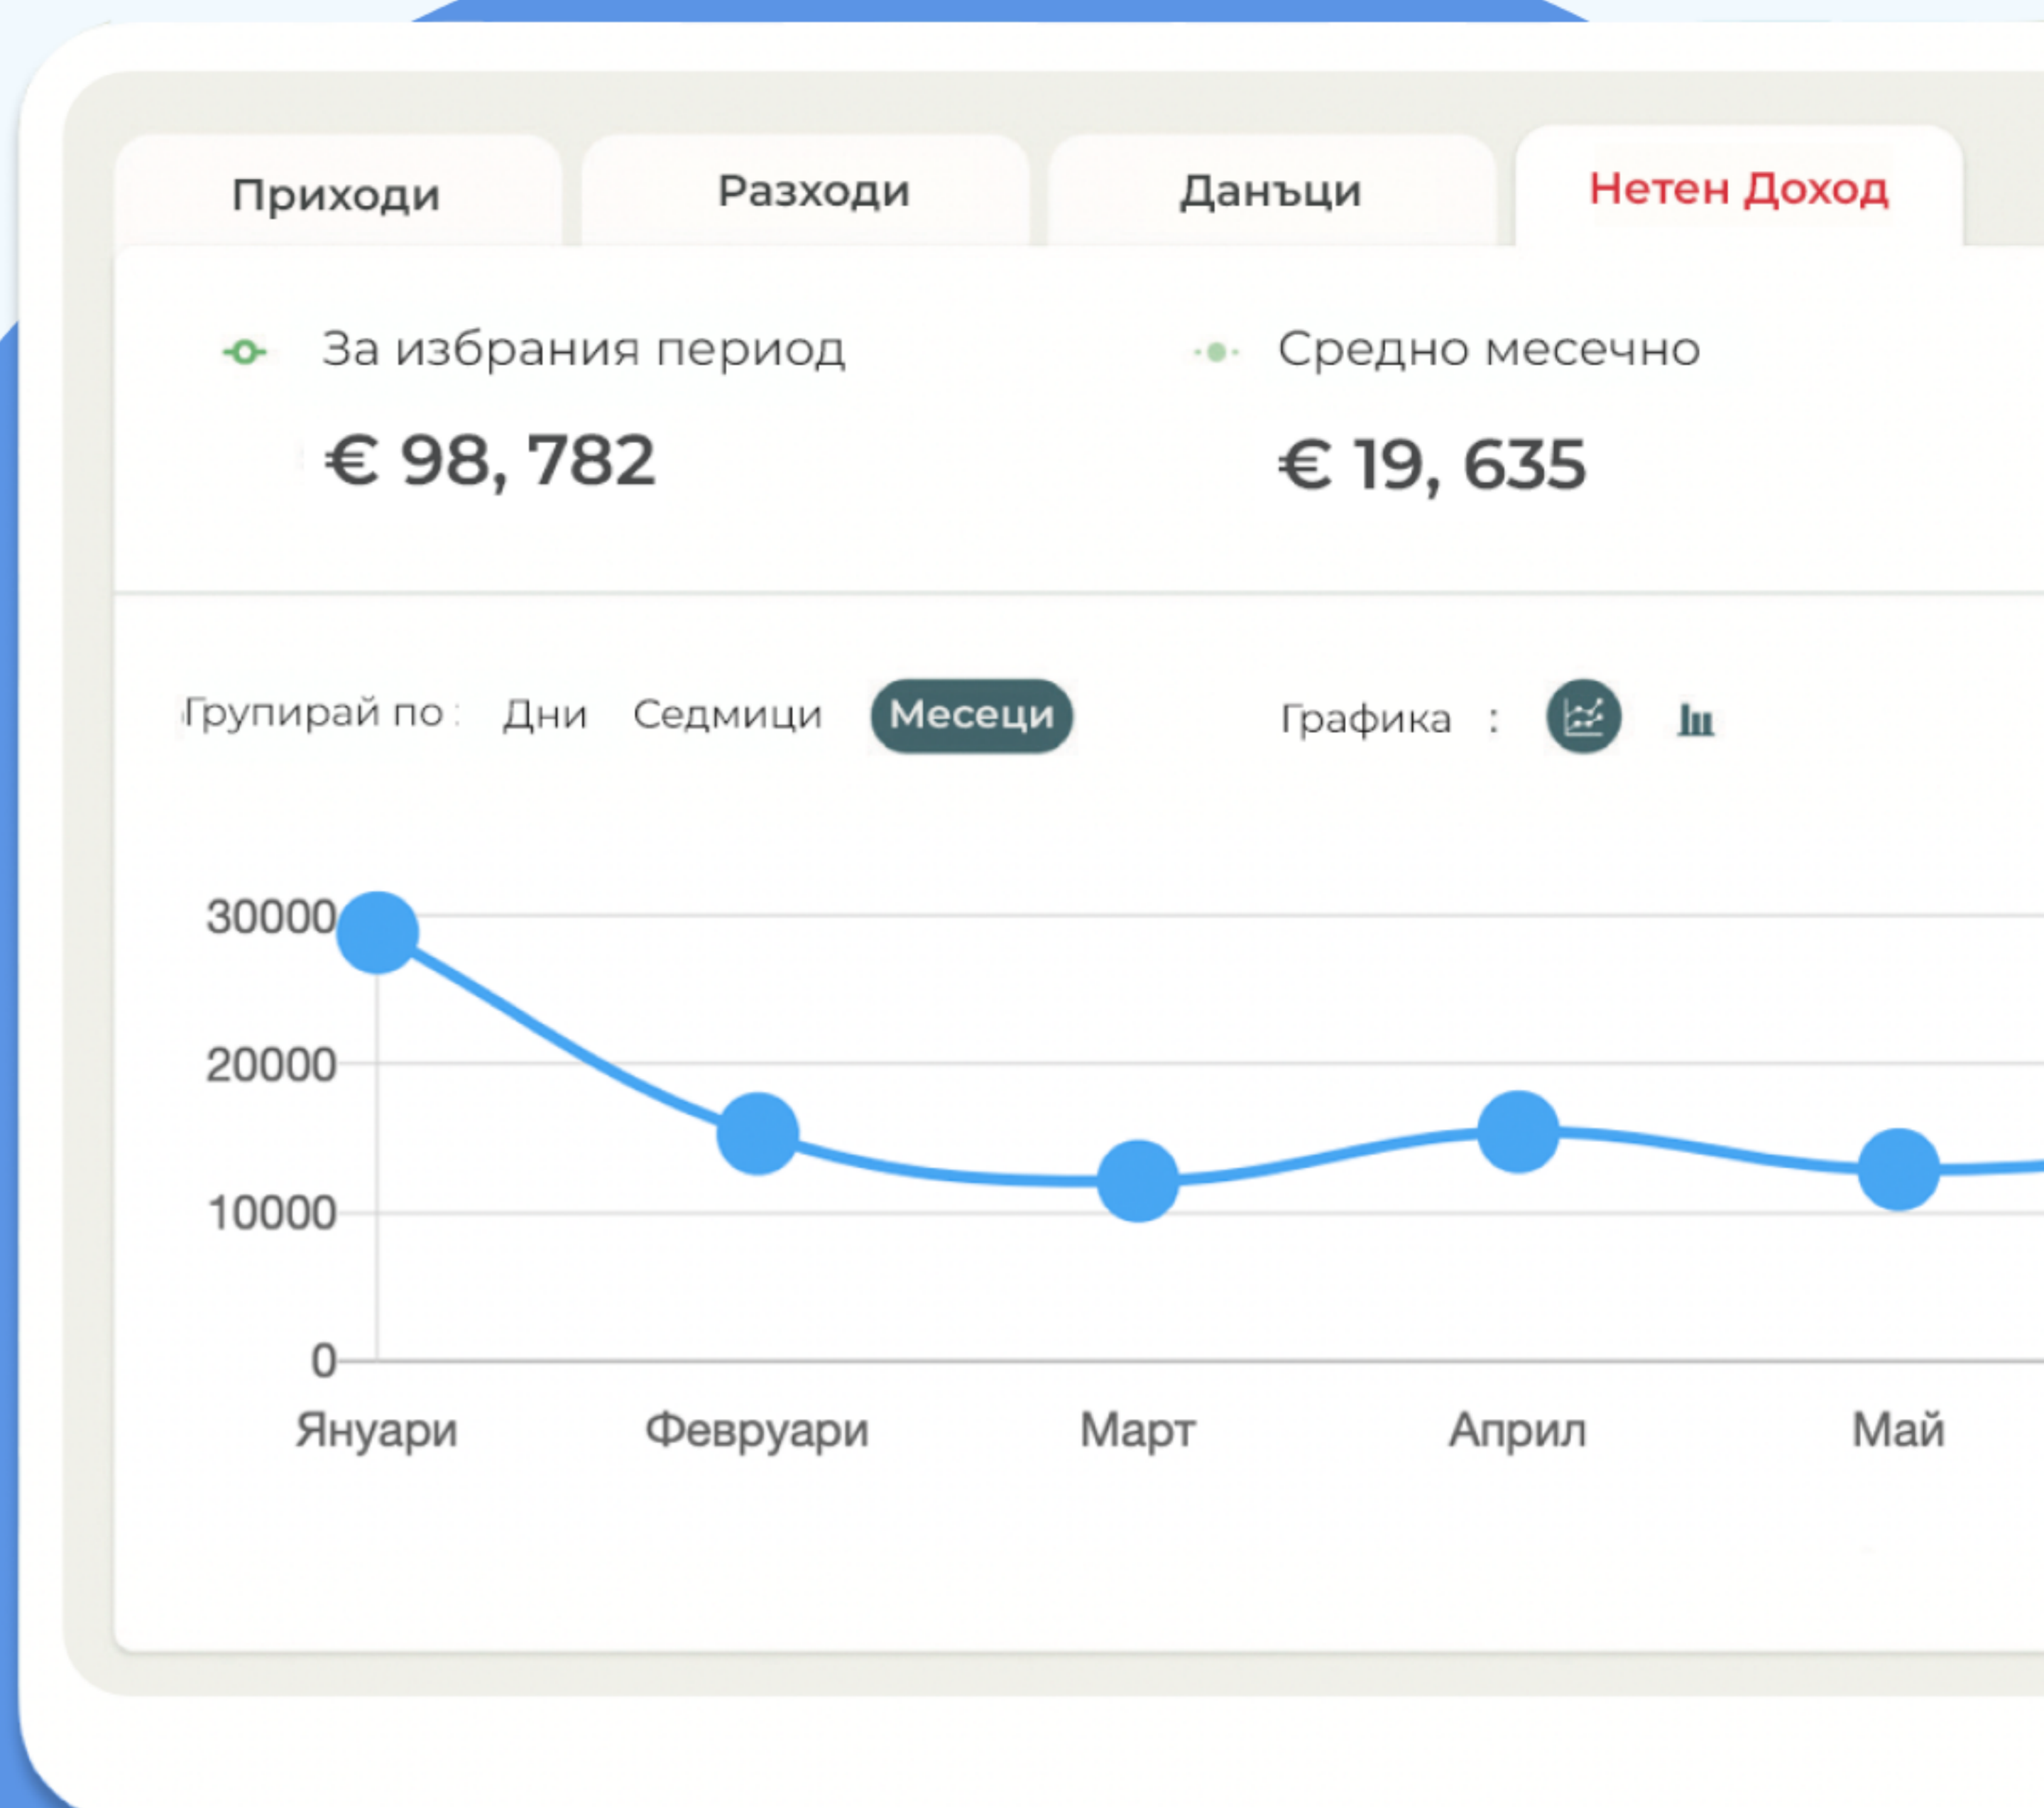 Приходи Разходи Данъци Нетен Доход
За избрания период Средно месечно
€ 98, 782 € 19, 635
Групирай по : Дни Седмици Месеци Графика :
30000
20000
10000
0
Януари Февруари Март Април Май